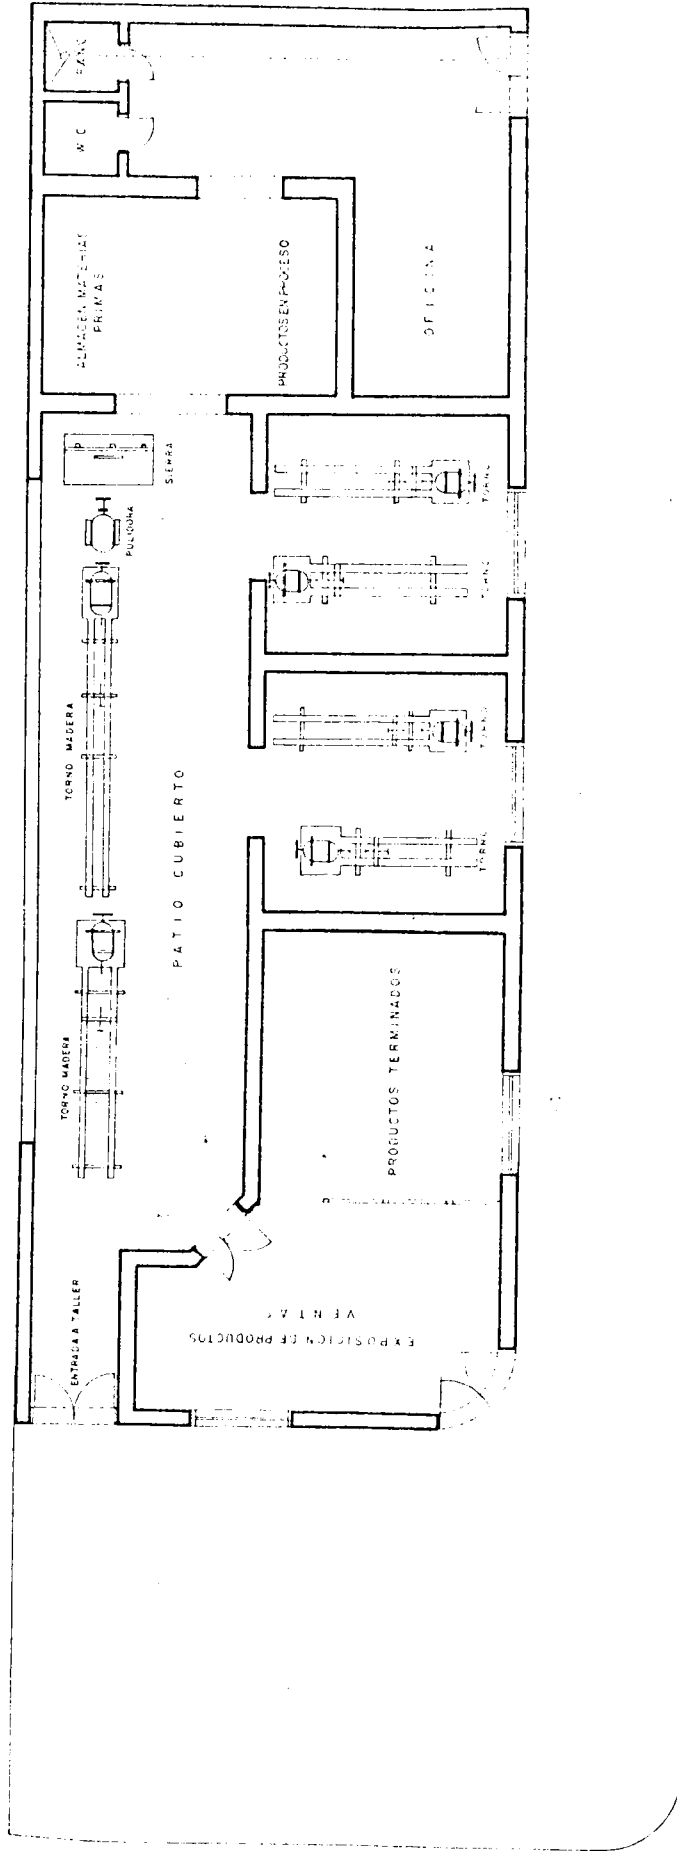 BANO
W C
ALMACEN MATERIAS
PRIMAS
PRODUCTOS EN PROCESO
OFICINA
SIERRA
PULIDORA
TORNO
TORNO
TORNO MADERA
TORNO
TORNO
PATIO CUBIERTO
TORNO MADERA
PRODUCTOS TERMINADOS
ENTRADA A TALLER
EXPOSICION DE PRODUCTOS
VENTAS